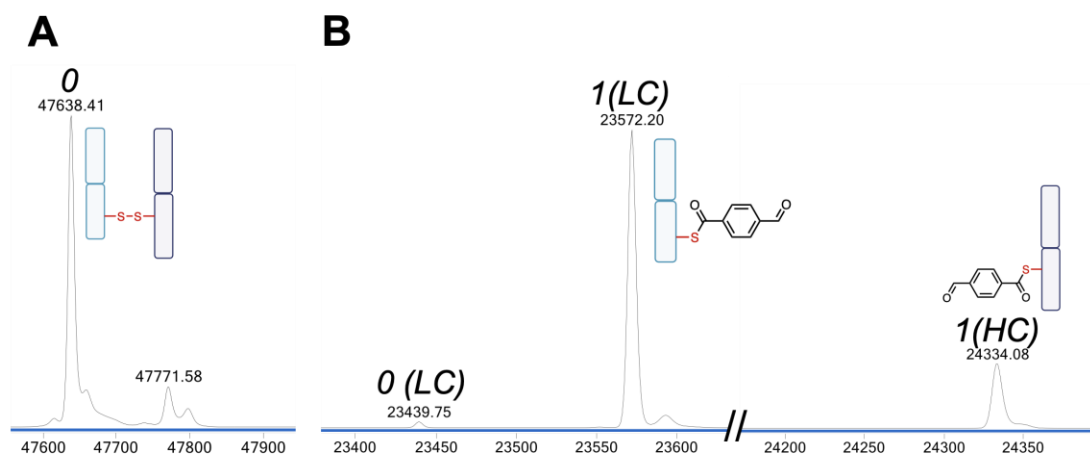 A
B
0
47638.41
S-S
47771.58
47600
47700
47800
47900
0 (LC)
23439.75
1(LC)
23572.20
O
S
O
1(HC)
24334.08
O
S
O
23400
23450
23500
23550
23600
24200
24250
24300
24350